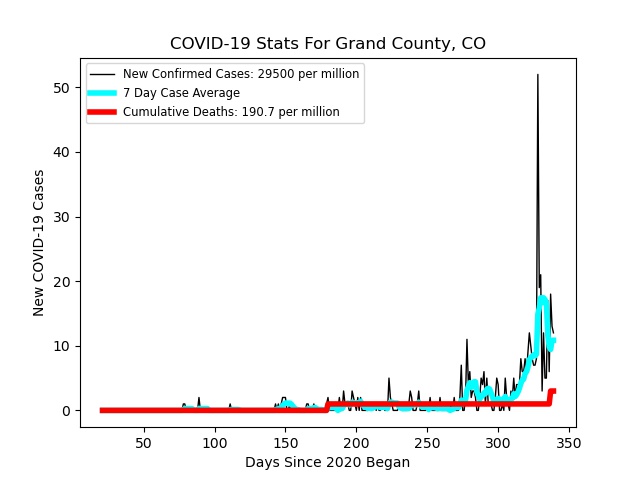 COVID-19 Stats For Grand County, CO
New Confirmed Cases: 29500 per million
7 Day Case Average
Cumulative Deaths: 190.7 per million
New COVID-19 Cases
50
40
30
20
10
0
50 100 150 200 250 300 350
Days Since 2020 Began